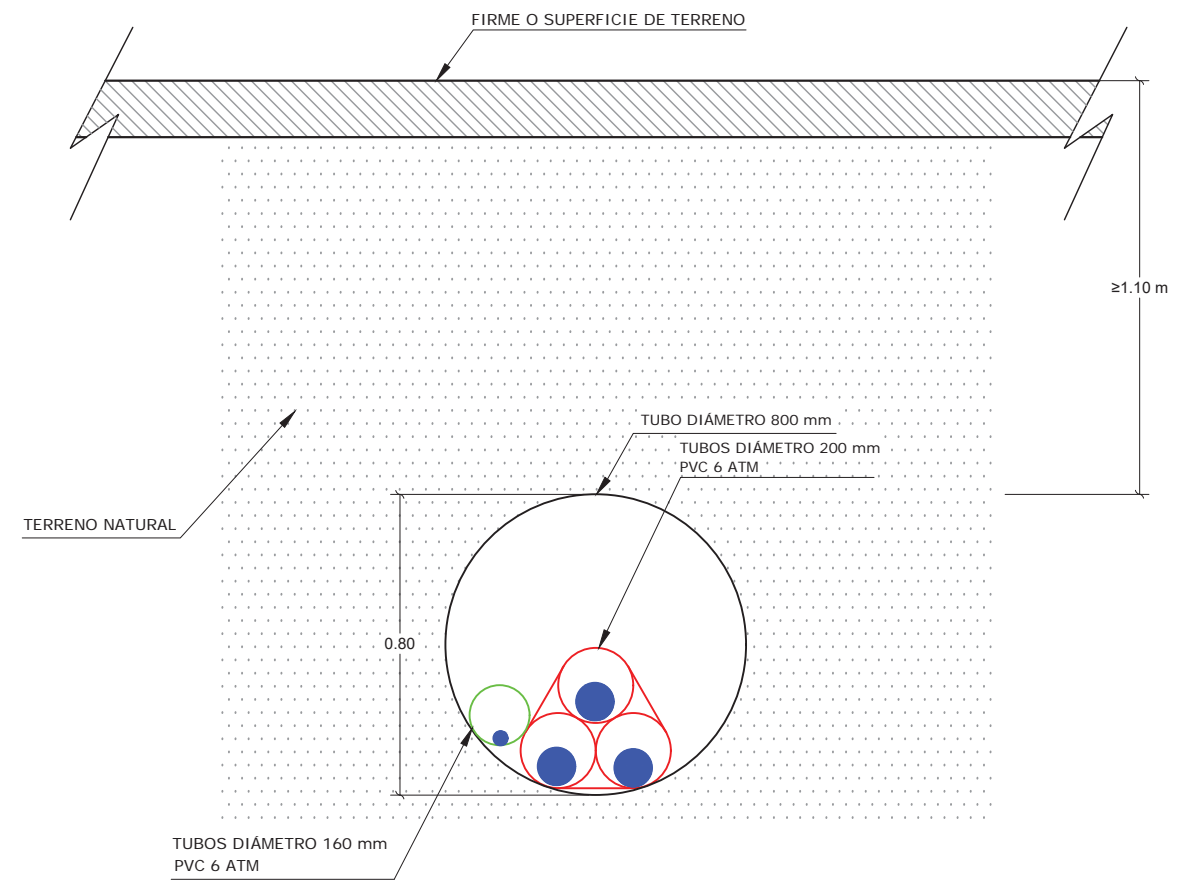 FIRME O SUPERFICIE DE TERRENO
≥1.10 m
TUBO DIÁMETRO 800 mm
TUBOS DIÁMETRO 200 mm
PVC 6 ATM
TERRENO NATURAL
0.80
TUBOS DIÁMETRO 160 mm
PVC 6 ATM